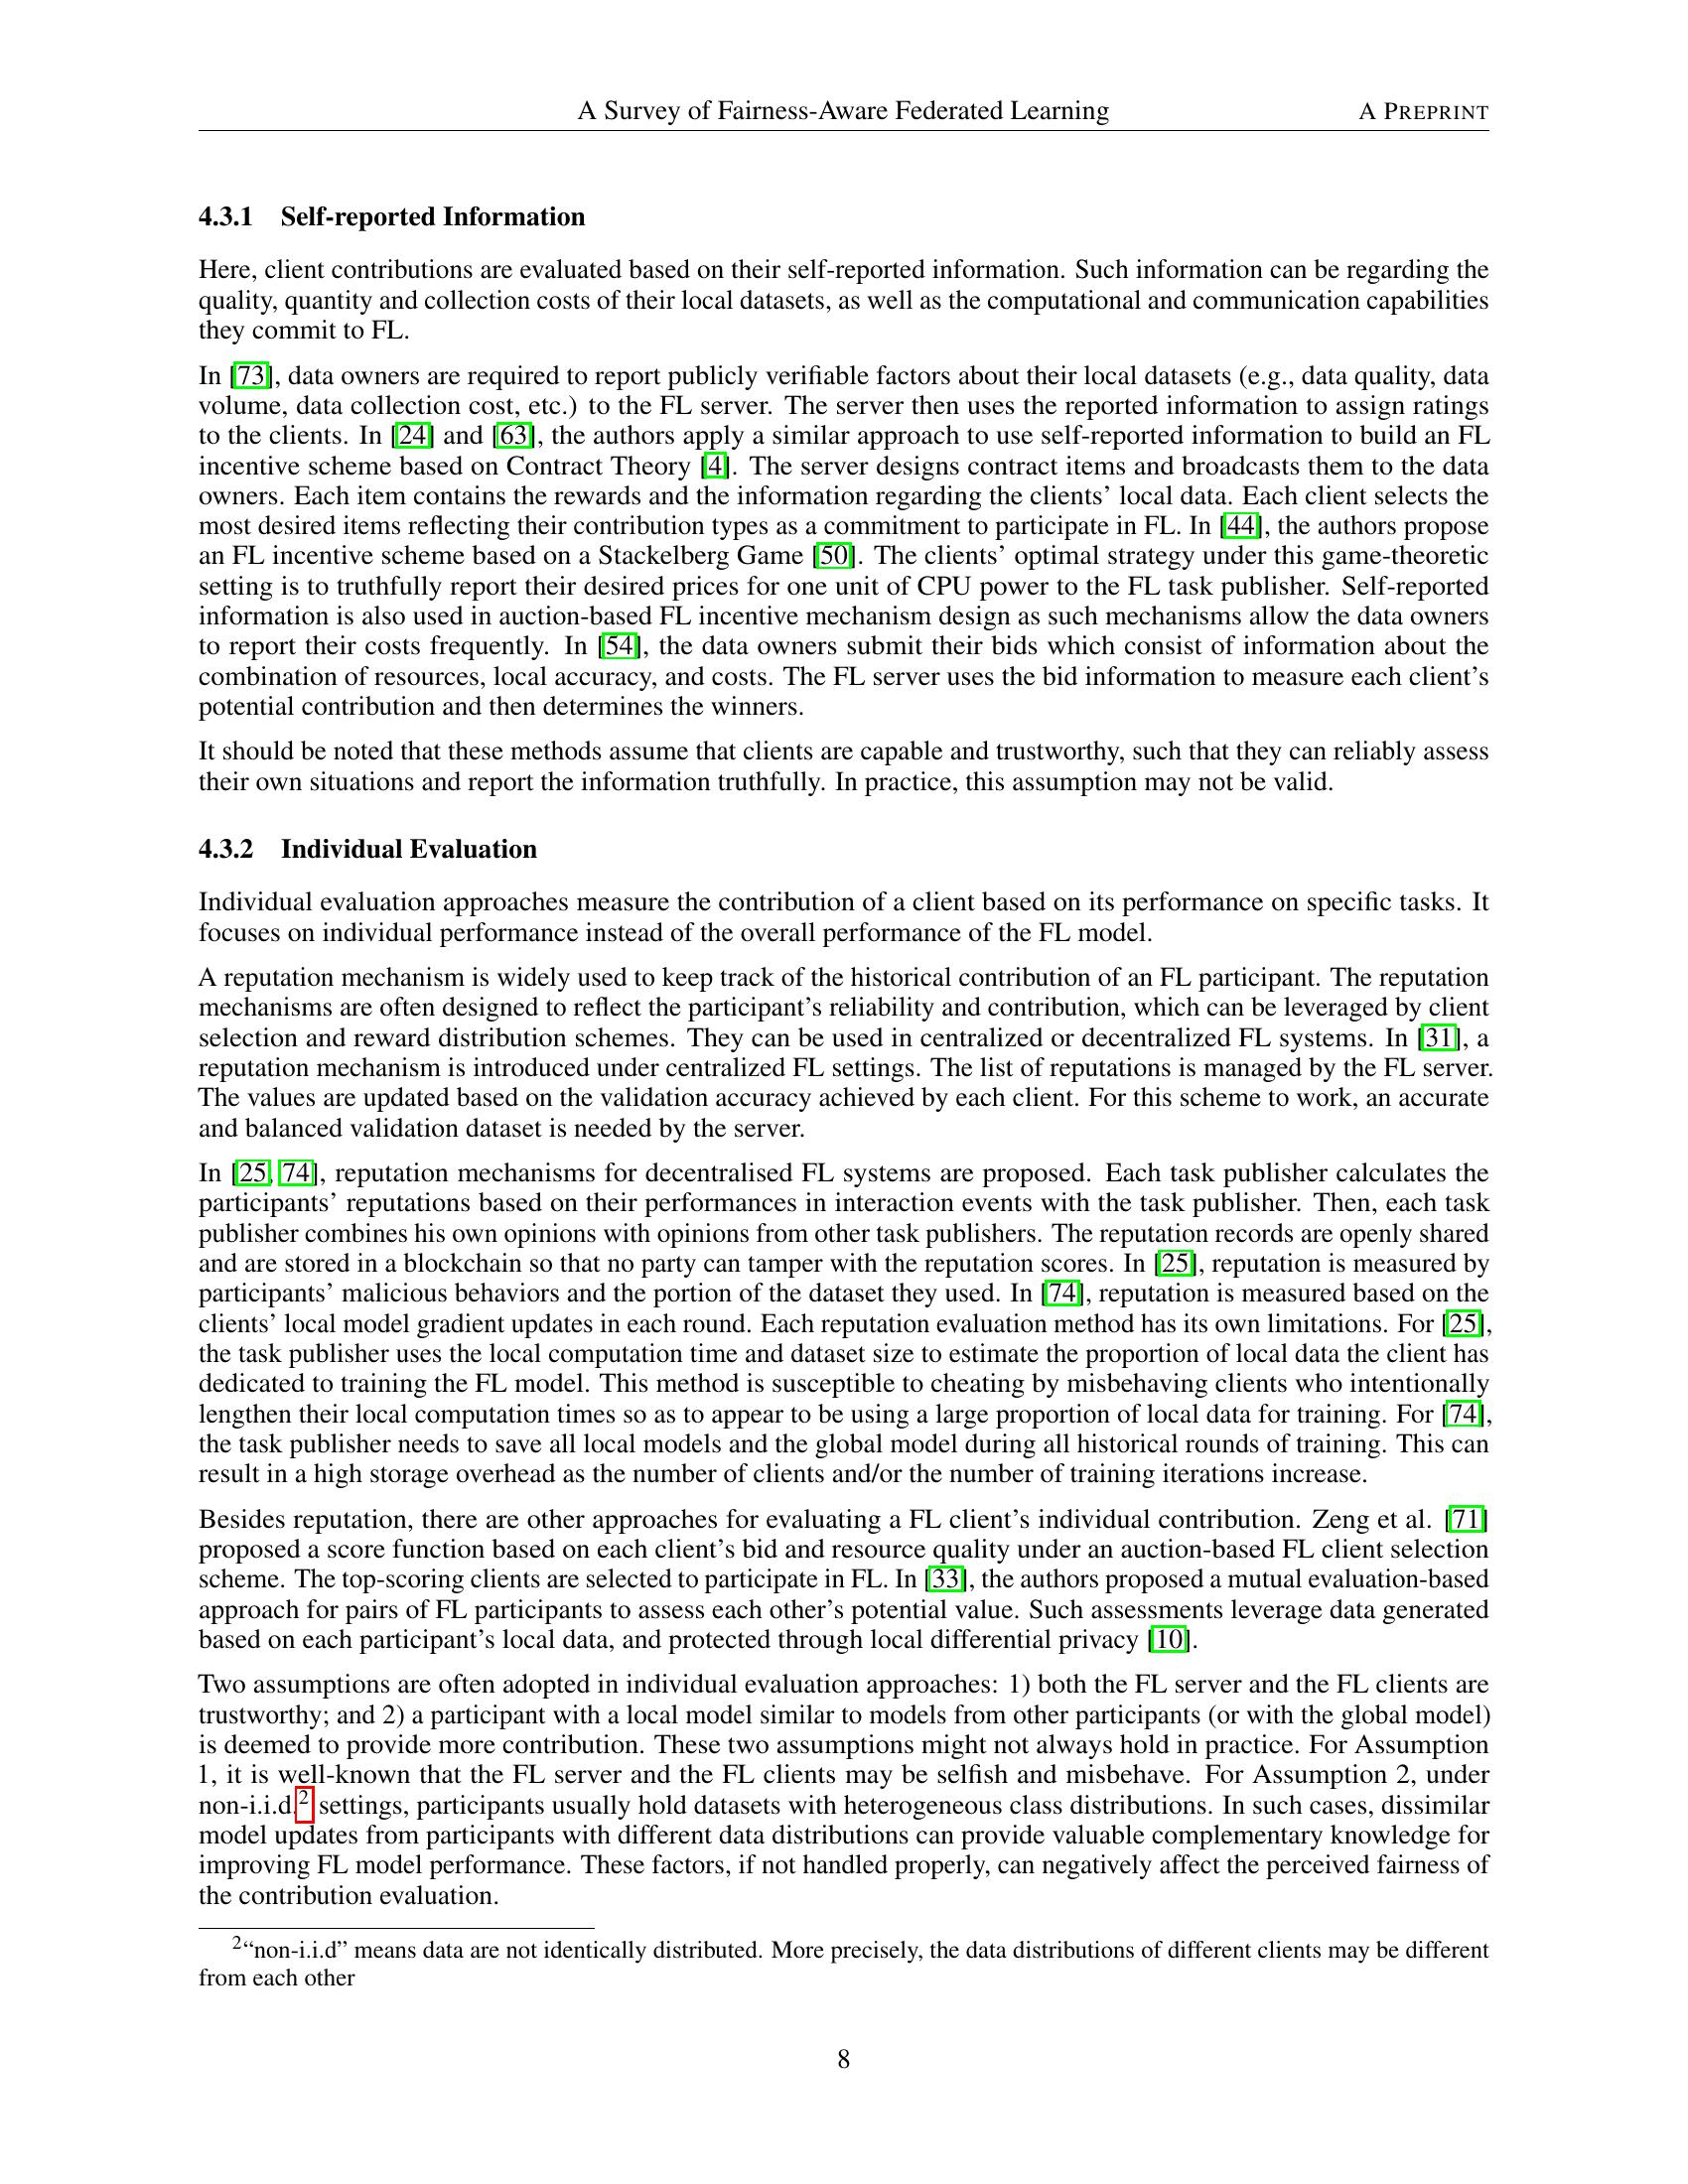 A Survey of Fairness-Aware Federated Learning A PREPRINT
4.3.1 Self-reported Information
Here, client contributions are evaluated based on their self-reported information. Such information can be regarding the
quality, quantity and collection costs of their local datasets, as well as the computational and communication capabilities
they commit to FL.
In [73], data owners are required to report publicly verifiable factors about their local datasets (e.g., data quality, data
volume, data collection cost, etc.) to the FL server. The server then uses the reported information to assign ratings
to the clients. In [24] and [63], the authors apply a similar approach to use self-reported information to build an FL
incentive scheme based on Contract Theory [4]. The server designs contract items and broadcasts them to the data
owners. Each item contains the rewards and the information regarding the clients' local data. Each client selects the
most desired items reflecting their contribution types as a commitment to participate in FL. In [44], the authors propose
an FL incentive scheme based on a Stackelberg Game [50]. The clients' optimal strategy under this game-theoretic
setting is to truthfully report their desired prices for one unit of CPU power to the FL task publisher. Self-reported
information is also used in auction-based FL incentive mechanism design as such mechanisms allow the data owners
to report their costs frequently. In [54], the data owners submit their bids which consist of information about the
combination of resources, local accuracy, and costs. The FL server uses the bid information to measure each client's
potential contribution and then determines the winners.
It should be noted that these methods assume that clients are capable and trustworthy, such that they can reliably assess
their own situations and report the information truthfully. In practice, this assumption may not be valid.
4.3.2 Individual Evaluation
Individual evaluation approaches measure the contribution of a client based on its performance on specific tasks. It
focuses on individual performance instead of the overall performance of the FL model.
A reputation mechanism is widely used to keep track of the historical contribution of an FL participant. The reputation
mechanisms are often designed to reflect the participant's reliability and contribution, which can be leveraged by client
selection and reward distribution schemes. They can be used in centralized or decentralized FL systems. In [31], a
reputation mechanism is introduced under centralized FL settings. The list of reputations is managed by the FL server.
The values are updated based on the validation accuracy achieved by each client. For this scheme to work, an accurate
and balanced validation dataset is needed by the server.
In [25, 74], reputation mechanisms for decentralised FL systems are proposed. Each task publisher calculates the
participants' reputations based on their performances in interaction events with the task publisher. Then, each task
publisher combines his own opinions with opinions from other task publishers. The reputation records are openly shared
and are stored in a blockchain so that no party can tamper with the reputation scores. In [25], reputation is measured by
participants' malicious behaviors and the portion of the dataset they used. In [74], reputation is measured based on the
clients' local model gradient updates in each round. Each reputation evaluation method has its own limitations. For [25],
the task publisher uses the local computation time and dataset size to estimate the proportion of local data the client has
dedicated to training the FL model. This method is susceptible to cheating by misbehaving clients who intentionally
lengthen their local computation times so as to appear to be using a large proportion of local data for training. For [74],
the task publisher needs to save all local models and the global model during all historical rounds of training. This can
result in a high storage overhead as the number of clients and/or the number of training iterations increase.
Besides reputation, there are other approaches for evaluating a FL client's individual contribution. Zeng et al. [71]
proposed a score function based on each client's bid and resource quality under an auction-based FL client selection
scheme. The top-scoring clients are selected to participate in FL. In [33], the authors proposed a mutual evaluation-based
approach for pairs of FL participants to assess each other's potential value. Such assessments leverage data generated
based on each participant's local data, and protected through local differential privacy [10].
Two assumptions are often adopted in individual evaluation approaches: 1) both the FL server and the FL clients are
trustworthy; and 2) a participant with a local model similar to models from other participants (or with the global model)
is deemed to provide more contribution. These two assumptions might not always hold in practice. For Assumption
1, it is well-known that the FL server and the FL clients may be selfish and misbehave. For Assumption 2, under
non-i.i.d.² settings, participants usually hold datasets with heterogeneous class distributions. In such cases, dissimilar
model updates from participants with different data distributions can provide valuable complementary knowledge for
improving FL model performance. These factors, if not handled properly, can negatively affect the perceived fairness of
the contribution evaluation.
²“non-i.i.d” means data are not identically distributed. More precisely, the data distributions of different clients may be different
from each other
8